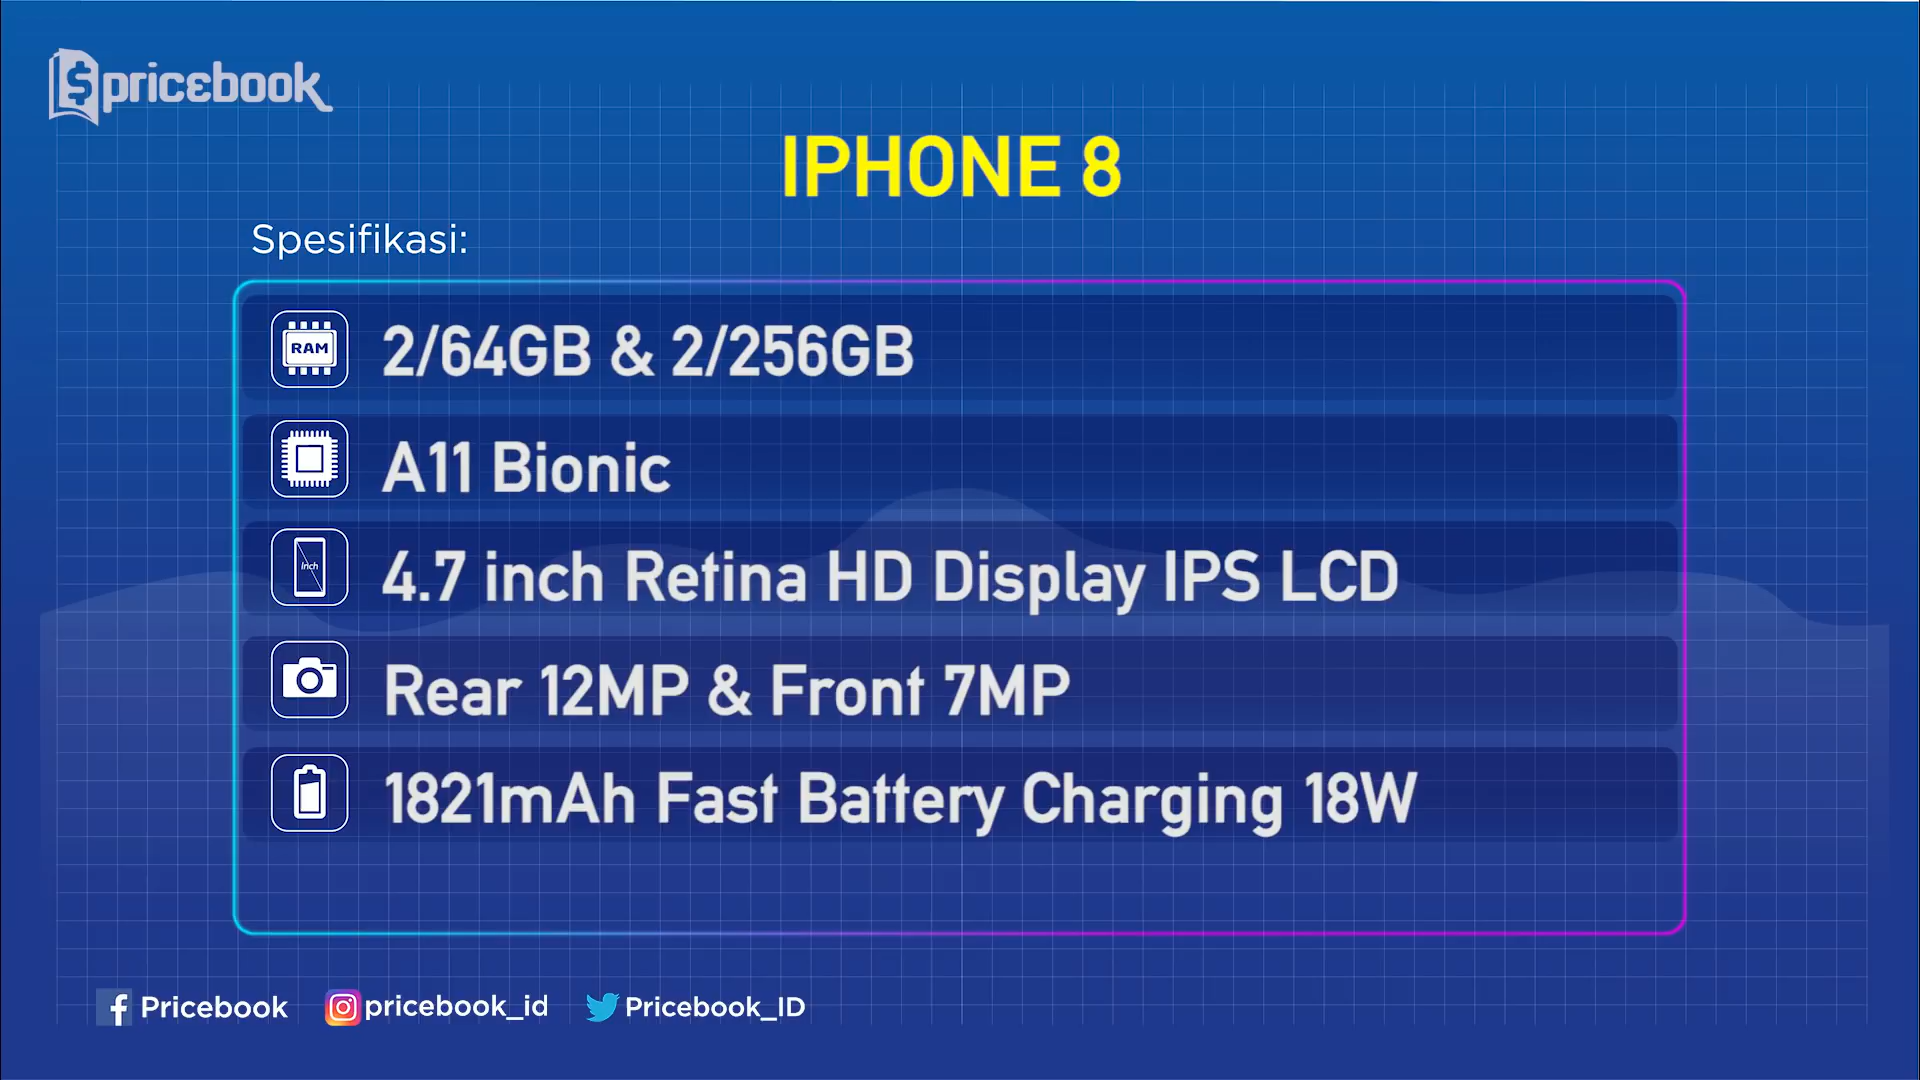 pricebook
IPHONE 8
Spesifikasi:
RAM
2/64GB & 2/256GB
A11 Bionic
Inch
4.7 inch Retina HD Display IPS LCD
Rear 12MP & Front 7MP
1821mAh Fast Battery Charging 18W
Pricebook pricebook_id Pricebook_ID